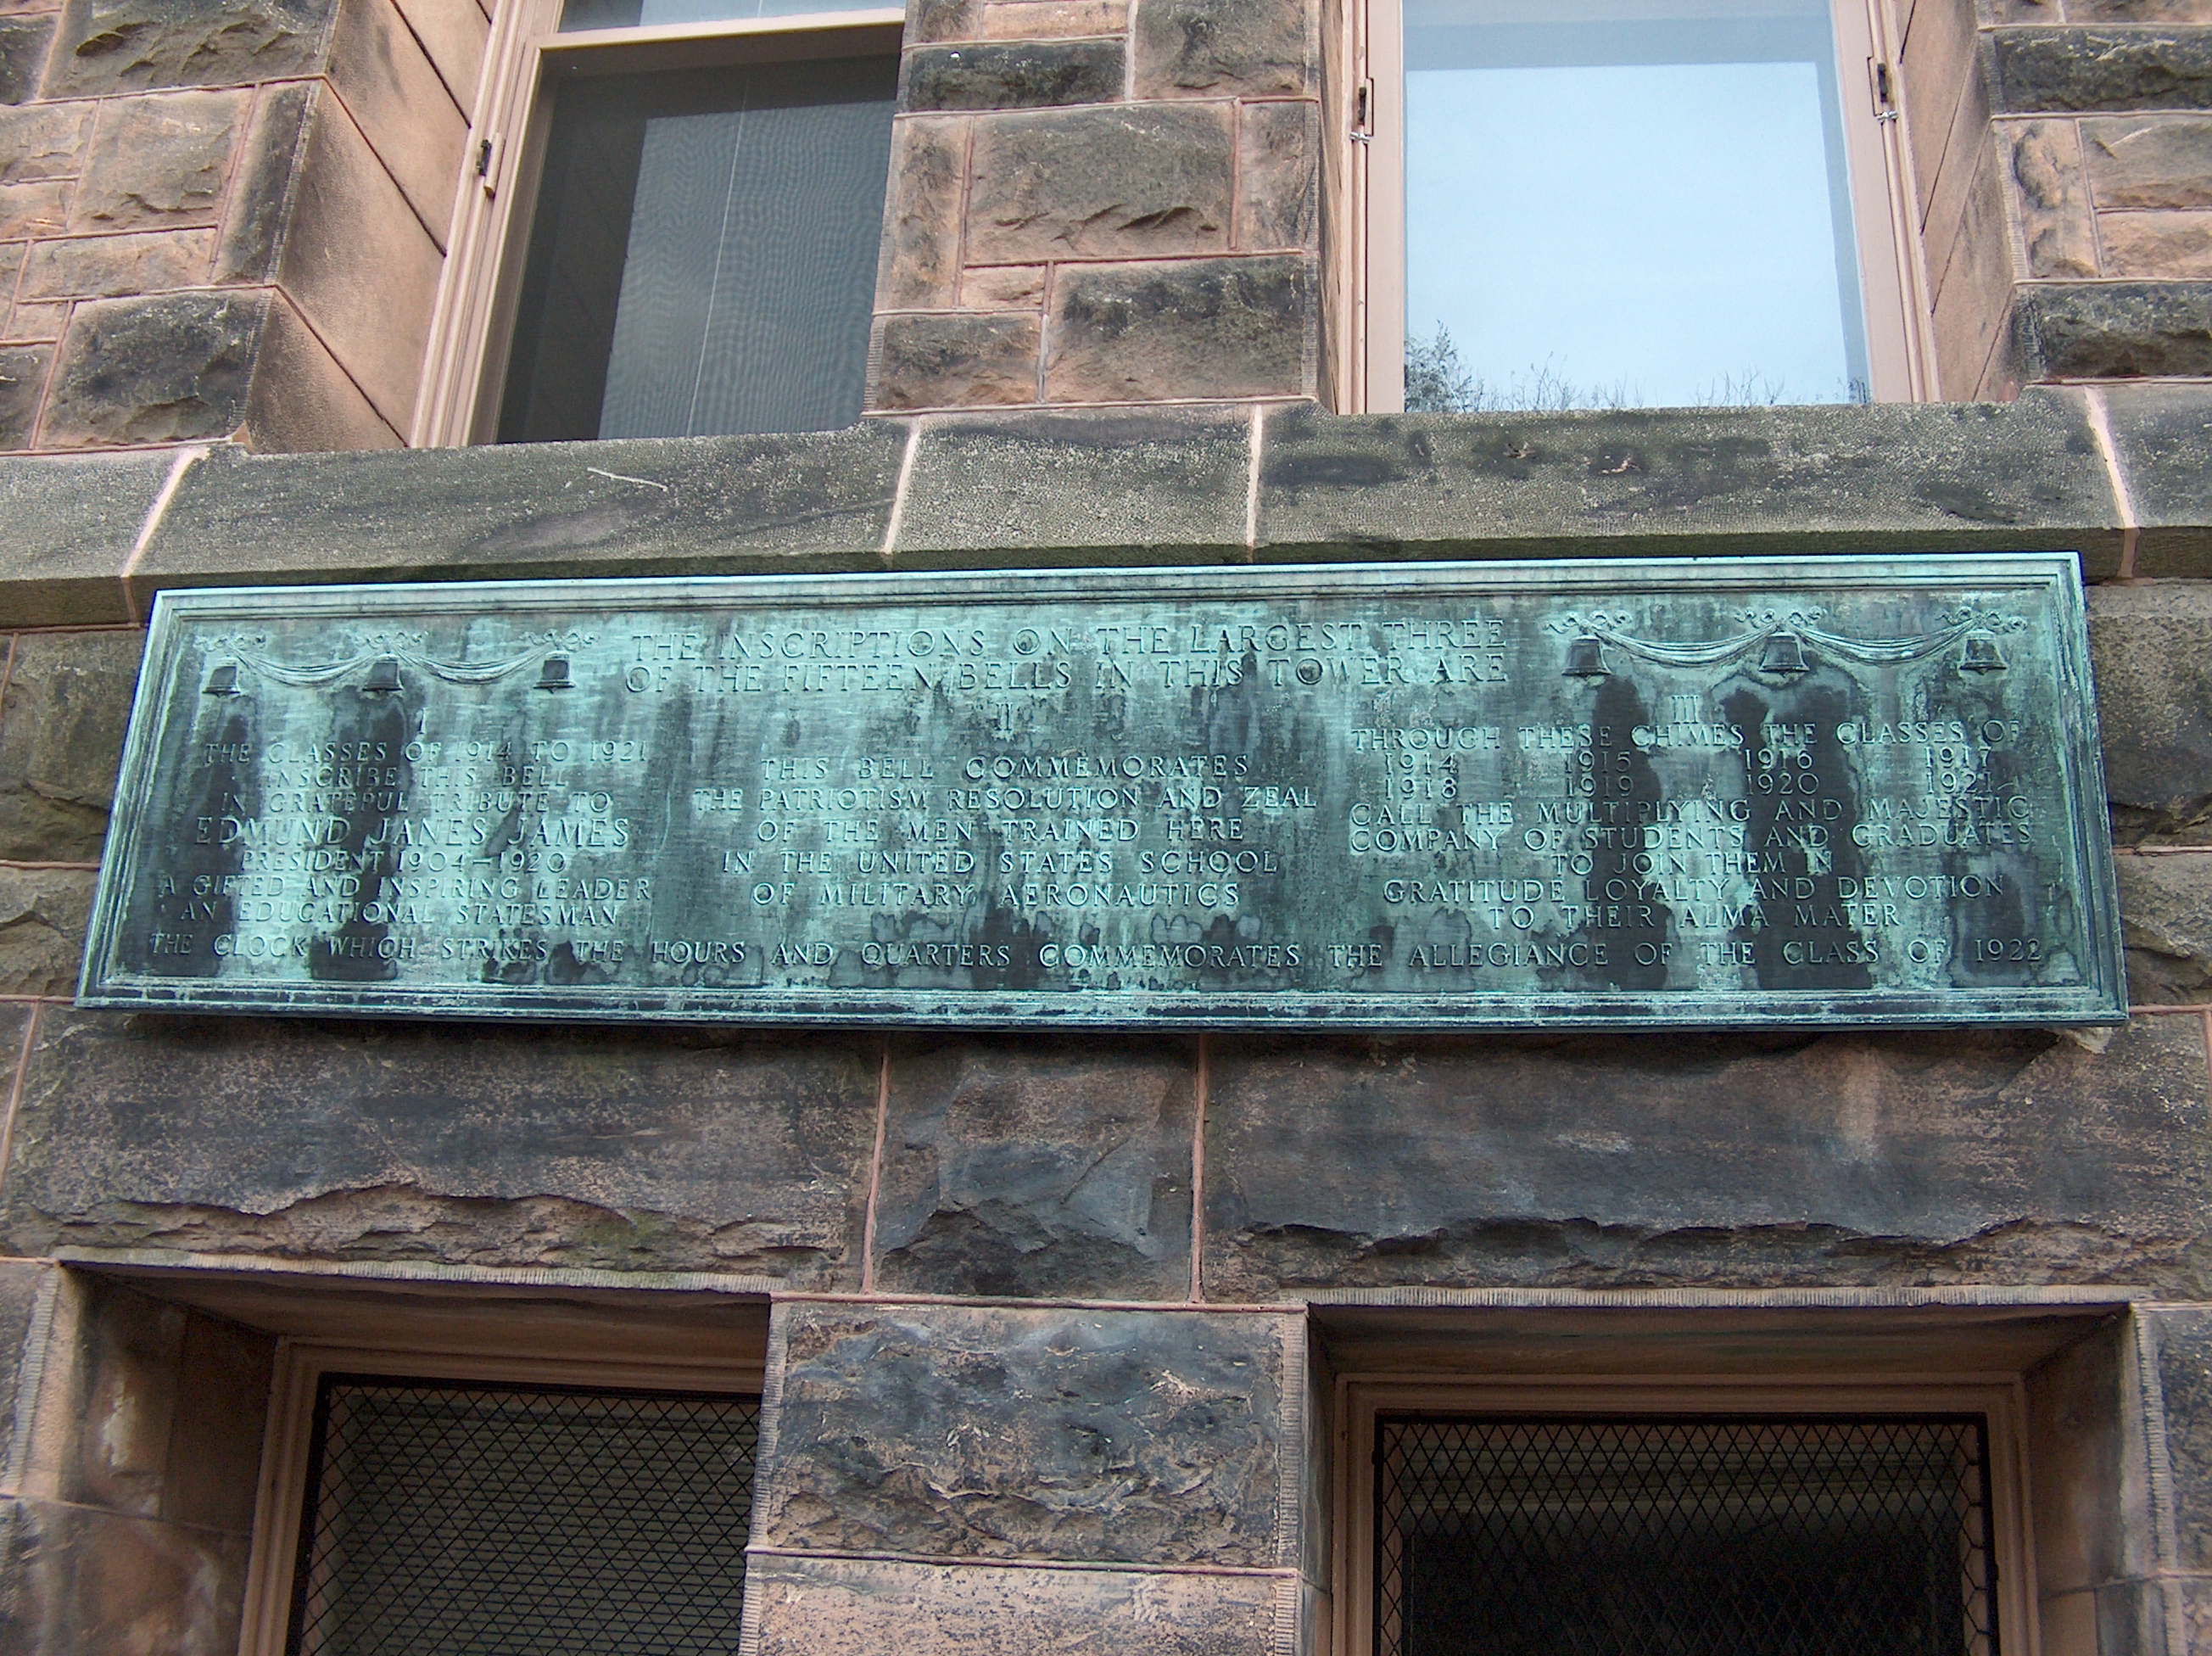 THE INSCRIPTIONS ON THE LARGEST THREE
OF THE FIFTEEN BELLS IN THIS TOWER ARE
I
THE CLASSES OF 1914 TO 1921
INSCRIBE THIS BELL
IN GRATEFUL TRIBUTE TO
EDMUND JANES JAMES
PRESIDENT 1904-1920
A GIFTED AND INSPIRING LEADER
AN EDUCATIONAL STATESMAN
II
THIS BELL COMMEMORATES
THE PATRIOTISM RESOLUTION AND ZEAL
OF THE MEN TRAINED HERE
IN THE UNITED STATES SCHOOL
OF MILITARY AERONAUTICS
III
THROUGH THESE CHIMES THE CLASSES OF
1914 1915 1916 1917
1918 1919 1920 1921
CALL THE MULTIPLYING AND MAJESTIC
COMPANY OF STUDENTS AND GRADUATES
TO JOIN THEM IN
GRATITUDE LOYALTY AND DEVOTION
TO THEIR ALMA MATER
THE CLOCK WHICH STRIKES THE HOURS AND QUARTERS COMMEMORATES THE ALLEGIANCE OF THE CLASS OF 1922